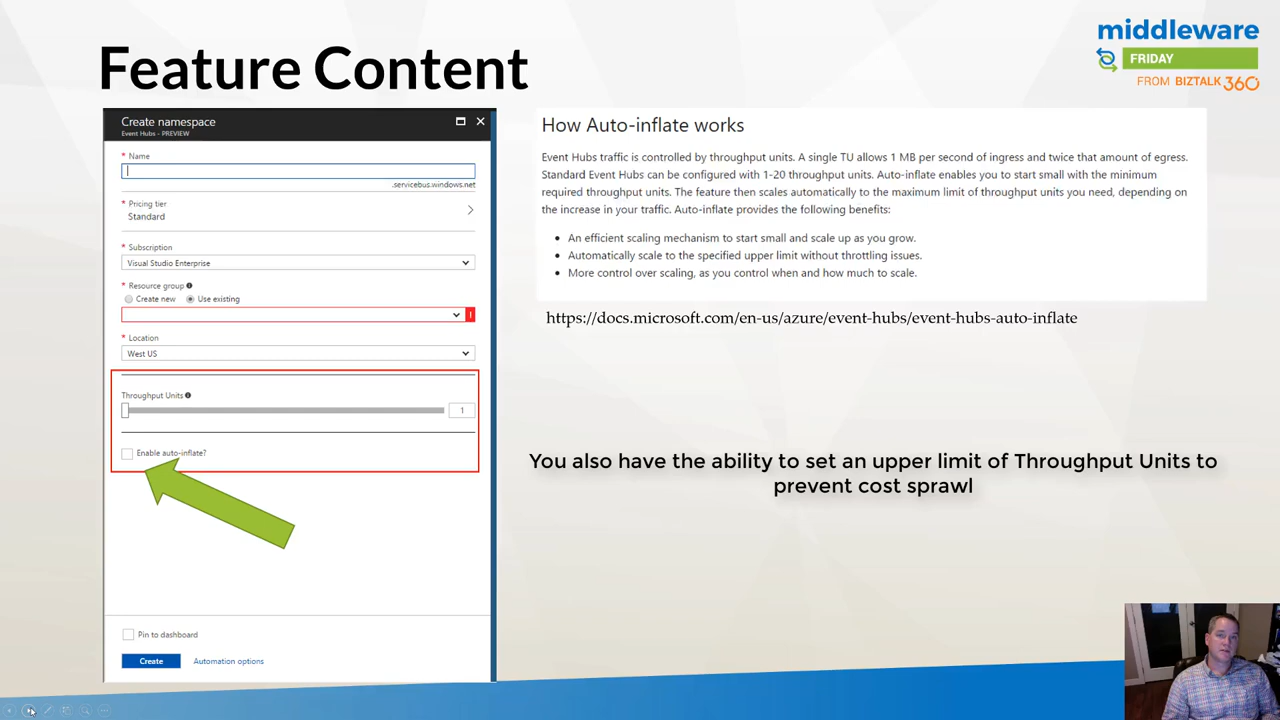 Feature Content
middleware
FRIDAY
FROM BIZTALK360
Create namespace
Event Hubs - PREVIEW
* Name
.servicebus.windows.net
* Pricing tier
Standard
* Subscription
Visual Studio Enterprise
* Resource group
Create new Use existing
!
* Location
West US
Throughput Units
1
Enable auto-inflate?
Pin to dashboard
Create Automation options
How Auto-inflate works
Event Hubs traffic is controlled by throughput units. A single TU allows 1 MB per second of ingress and twice that amount of egress.
Standard Event Hubs can be configured with 1-20 throughput units. Auto-inflate enables you to start small with the minimum
required throughput units. The feature then scales automatically to the maximum limit of throughput units you need, depending on
the increase in your traffic. Auto-inflate provides the following benefits:
• An efficient scaling mechanism to start small and scale up as you grow.
• Automatically scale to the specified upper limit without throttling issues.
• More control over scaling, as you control when and how much to scale.
https://docs.microsoft.com/en-us/azure/event-hubs/event-hubs-auto-inflate
You also have the ability to set an upper limit of Throughput Units to
prevent cost sprawl